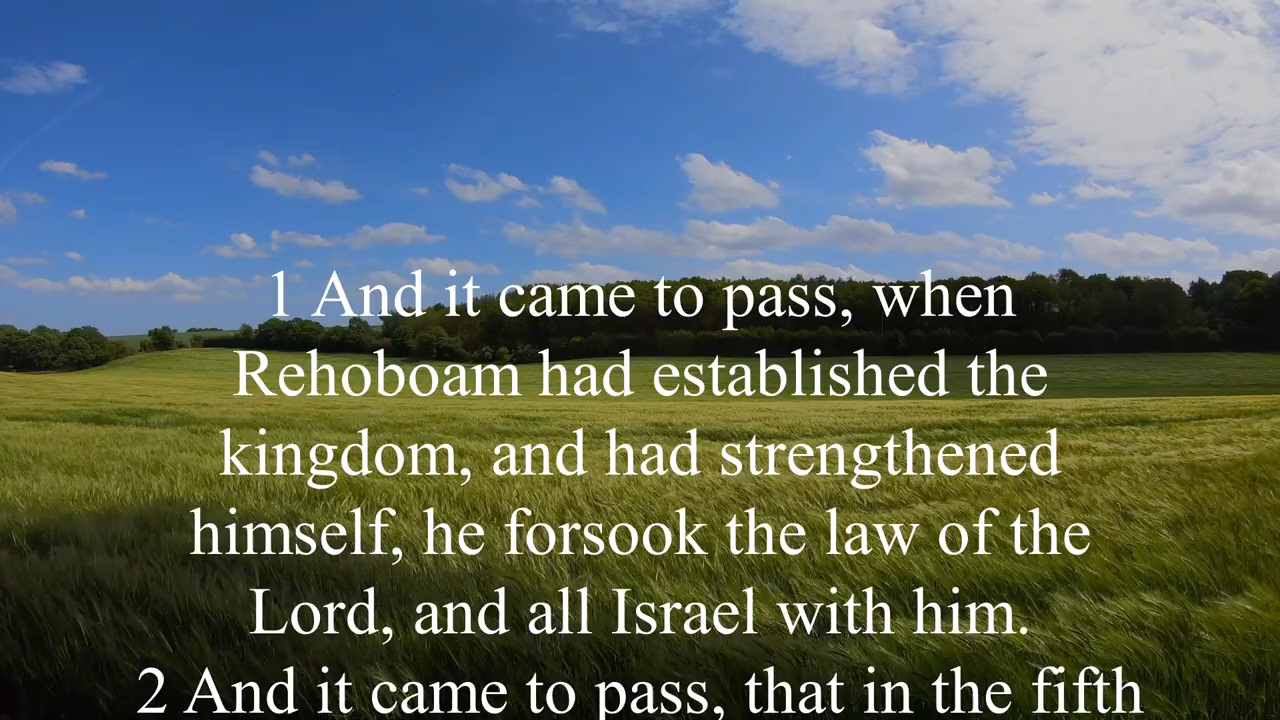 1 And it came to pass, when
Rehoboam had established the
kingdom, and had strengthened
himself, he forsook the law of the
Lord, and all Israel with him.
2 And it came to pass, that in the fifth